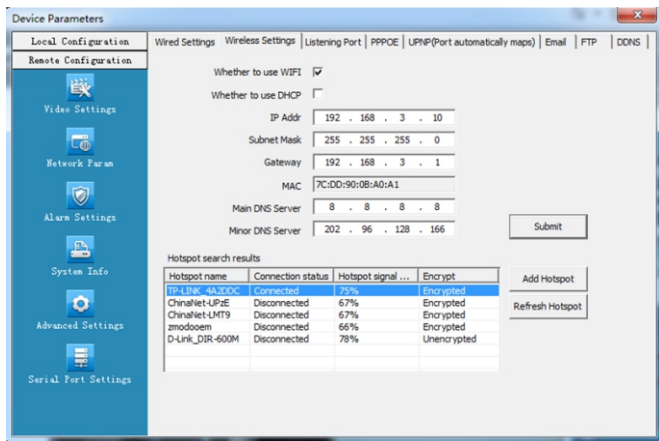 Device Parameters
Local Configuration
Remote Configuration
Video Settings
Network Param
Alarm Settings
System Info
Advanced Settings
Serial Port Settings
Wired Settings Wireless Settings Listening Port PPPOE UPNP(Port automatically maps) Email FTP DDNS
Whether to use WIFI
Whether to use DHCP
IP Addr 192 . 168 . 3 . 10
Subnet Mask 255 . 255 . 255 . 0
Gateway 192 . 168 . 3 . 1
MAC 7C:DD:90:0B:A0:A1
Main DNS Server 8 . 8 . 8 . 8
Minor DNS Server 202 . 96 . 128 . 166
Submit
Hotspot search results
Hotspot name Connection status Hotspot signal ... Encrypt
TP-LINK_4A2DDC Connected 75% Encrypted
ChinaNet-UPzE Disconnected 67% Encrypted
ChinaNet-LMT9 Disconnected 67% Encrypted
zmodooem Disconnected 66% Encrypted
D-Link_DIR-600M Disconnected 78% Unencrypted
Add Hotspot
Refresh Hotspot